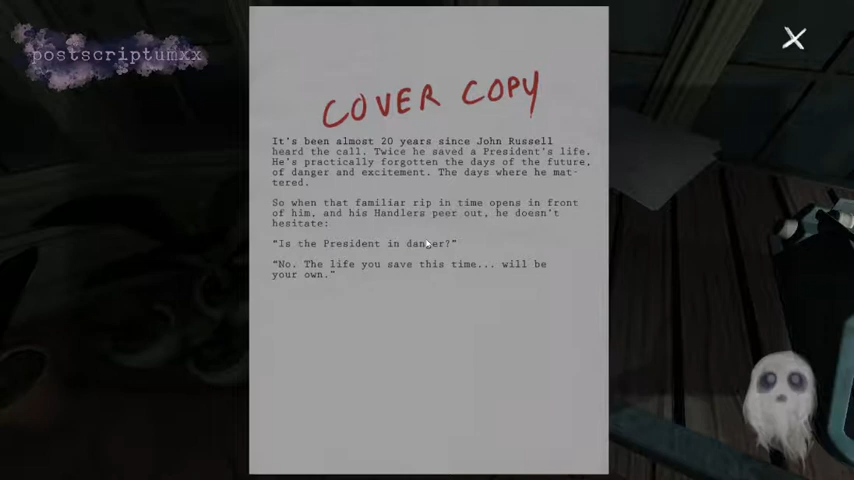 postscriptumxx
COVER COPY
It's been almost 20 years since John Russell
heard the call. Twice he saved a President's life.
He's practically forgotten the days of the future,
of danger and excitement. The days where he mat-
tered.
So when that familiar rip in time opens in front
of him, and his Handlers peer out, he doesn't
hesitate:
“Is the President in danger?”
“No. The life you save this time... will be
your own.”